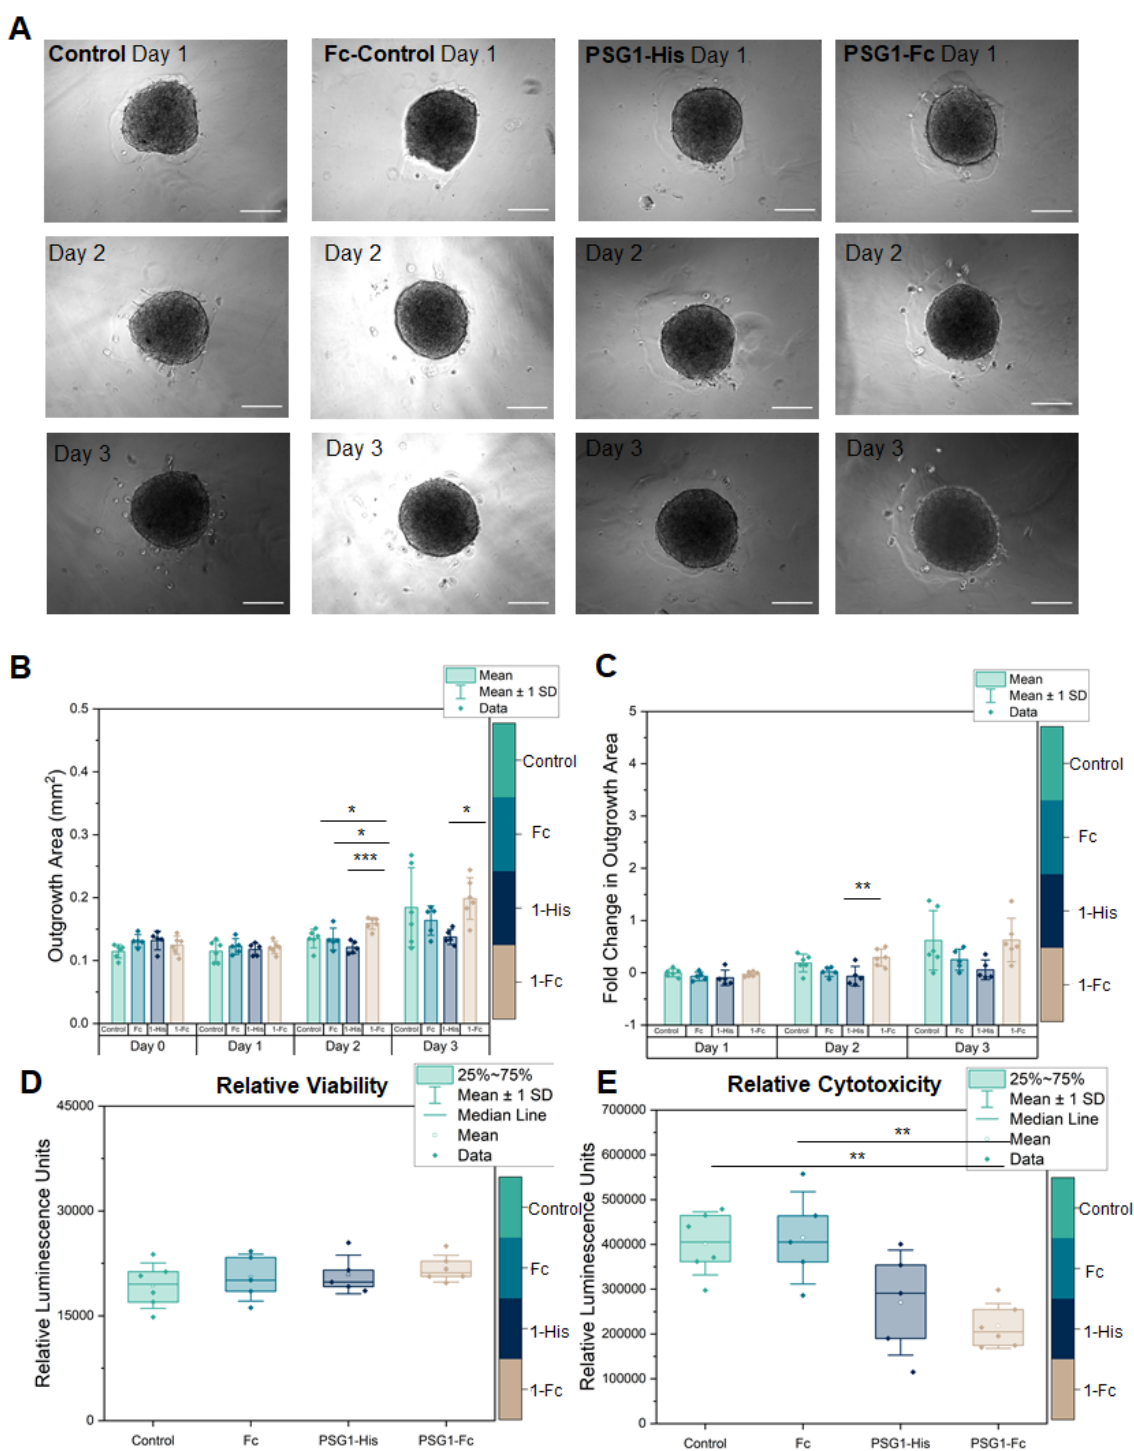 A
Control Day 1
Fc-Control Day 1
PSG1-His Day 1
PSG1-Fc Day 1
Day 2
Day 2
Day 2
Day 2
Day 3
Day 3
Day 3
Day 3
B
Mean
Mean ± 1 SD
Data
Outgrowth Area (mm²)
0.5
0.4
0.3
0.2
0.1
0.0
*
*
***
*
Control
Fc
1-His
1-Fc
Control
Fc
1-His
1-Fc
Control
Fc
1-His
1-Fc
Control
Fc
1-His
1-Fc
Day 0
Day 1
Day 2
Day 3
Control
Fc
1-His
1-Fc
C
Mean
Mean ± 1 SD
Data
Fold Change in Outgrowth Area
5
4
3
2
1
0
-1
**
Control
Fc
1-His
1-Fc
Control
Fc
1-His
1-Fc
Control
Fc
1-His
1-Fc
Day 1
Day 2
Day 3
Control
Fc
1-His
1-Fc
D
Relative Viability
25%~75%
Mean ± 1 SD
Median Line
Mean
Data
Relative Luminescence Units
45000
30000
15000
0
Control
Fc
PSG1-His
PSG1-Fc
Control
Fc
1-His
1-Fc
E
Relative Cytotoxicity
25%~75%
Mean ± 1 SD
Median Line
Mean
Data
Relative Luminescence Units
700000
600000
500000
400000
300000
200000
100000
0
**
**
Control
Fc
PSG1-His
PSG1-Fc
Control
Fc
1-His
1-Fc